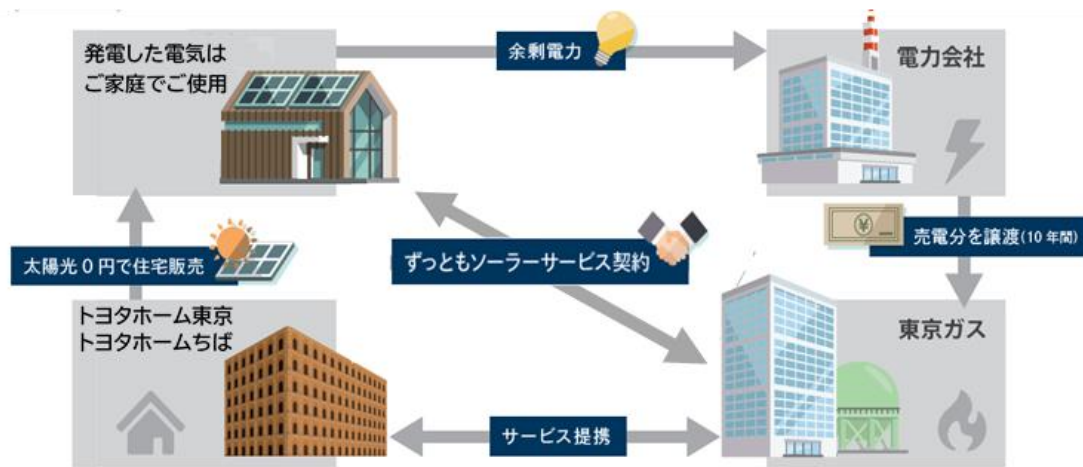 発電した電気は
ご家庭でご使用
余剰電力
電力会社
太陽光0円で住宅販売
ずっともソーラーサービス契約
売電分を譲渡(10年間)
トヨタホーム東京
トヨタホームちば
東京ガス
サービス提携